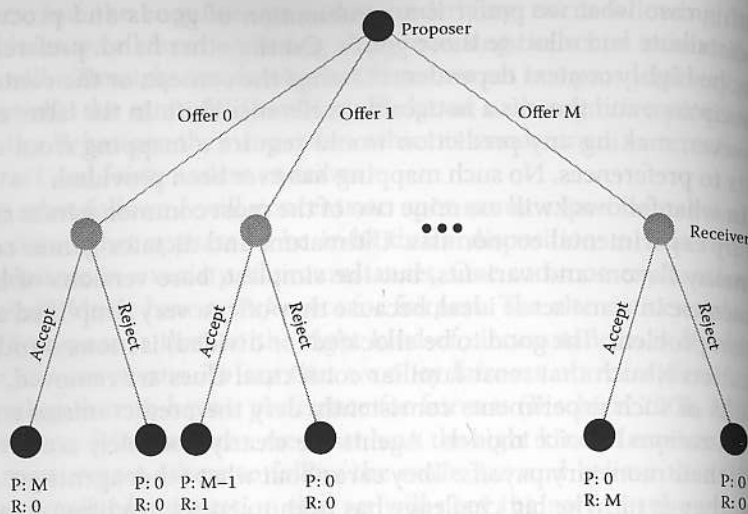 Proposer
Offer 0
Offer 1
Offer M
Receiver
Accept
Reject
Accept
Reject
Accept
Reject
P: M
R: 0
P: 0
R: 0
P: M–1
R: 1
P: 0
R: 0
P: 0
R: M
P: 0
R: 0